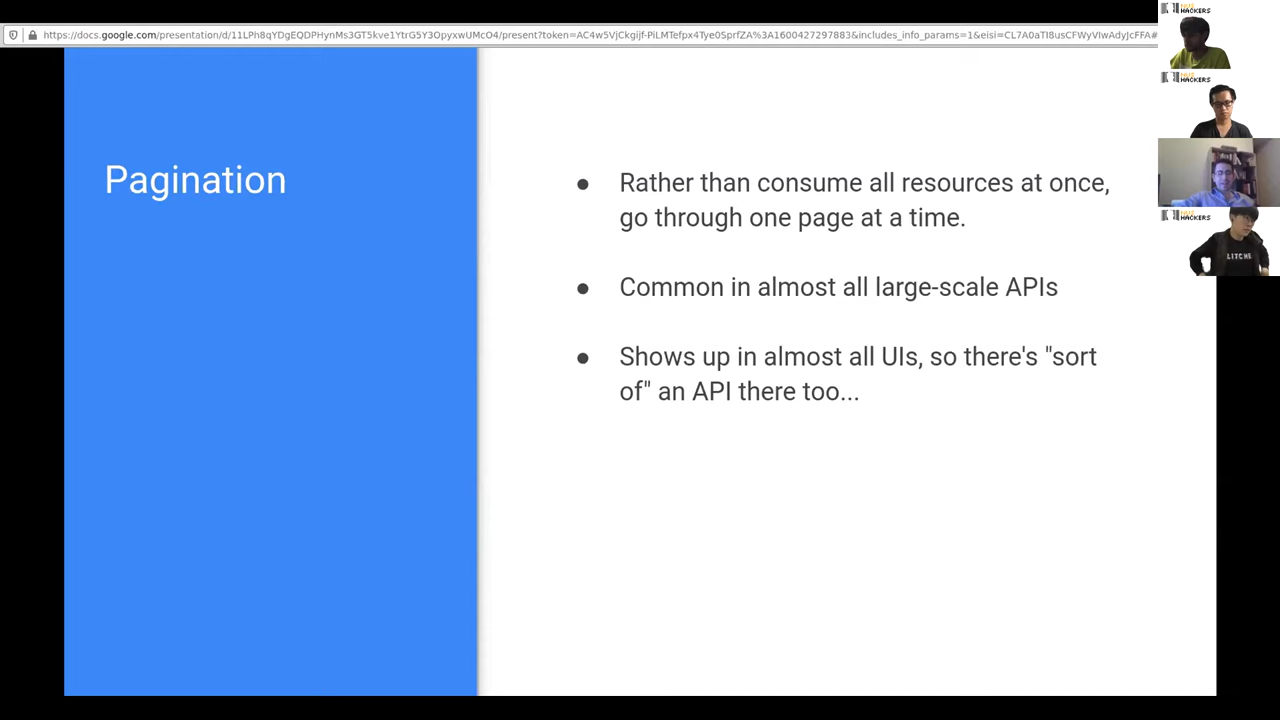 https://docs.google.com/presentation/d/11LPh8qYDgEQDPHynMs3GT5kve1YtrG5Y3OpyxwUMcO4/present?token=AC4w5VjCkgijf-PiLMTefpx4Tye0SprfZA%3A1600427297883&includes_info_params=1&eisi=CL7A0aTI8usCFWyVIwAdyJcFFA#
HACKERS
HACKERS
HACKERS
LITCHE
Pagination
● Rather than consume all resources at once,
go through one page at a time.
● Common in almost all large-scale APIs
● Shows up in almost all UIs, so there's "sort
of" an API there too...